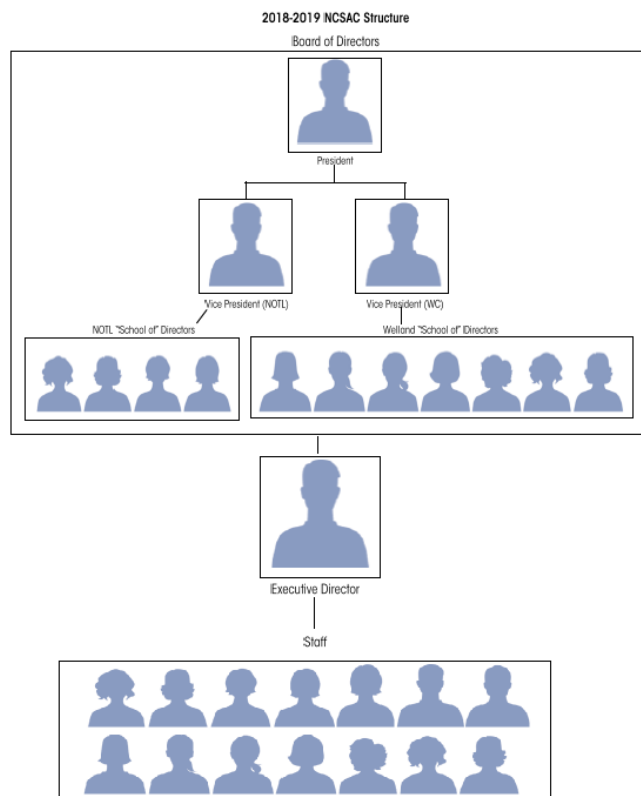 2018-2019 NCSAC Structure
Board of Directors
President
Vice President (NOTL)
Vice President (WC)
NOTL "School of" Directors
Welland "School of" Directors
Executive Director
Staff